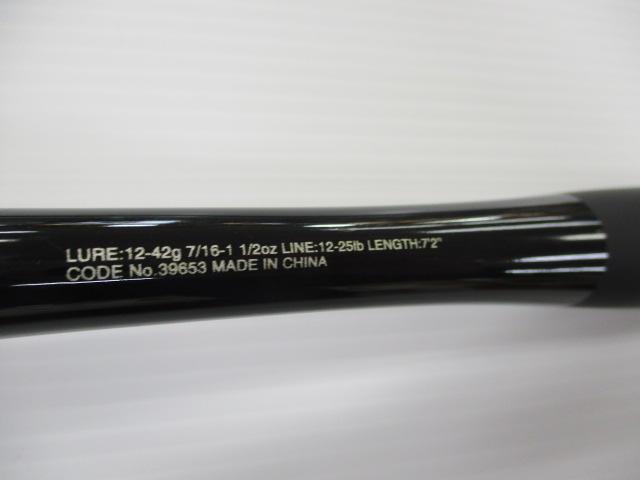 LURE:12-42g 7/16-1 1/2oz LINE:12-25lb LENGTH:7'2"
CODE No.39653 MADE IN CHINA